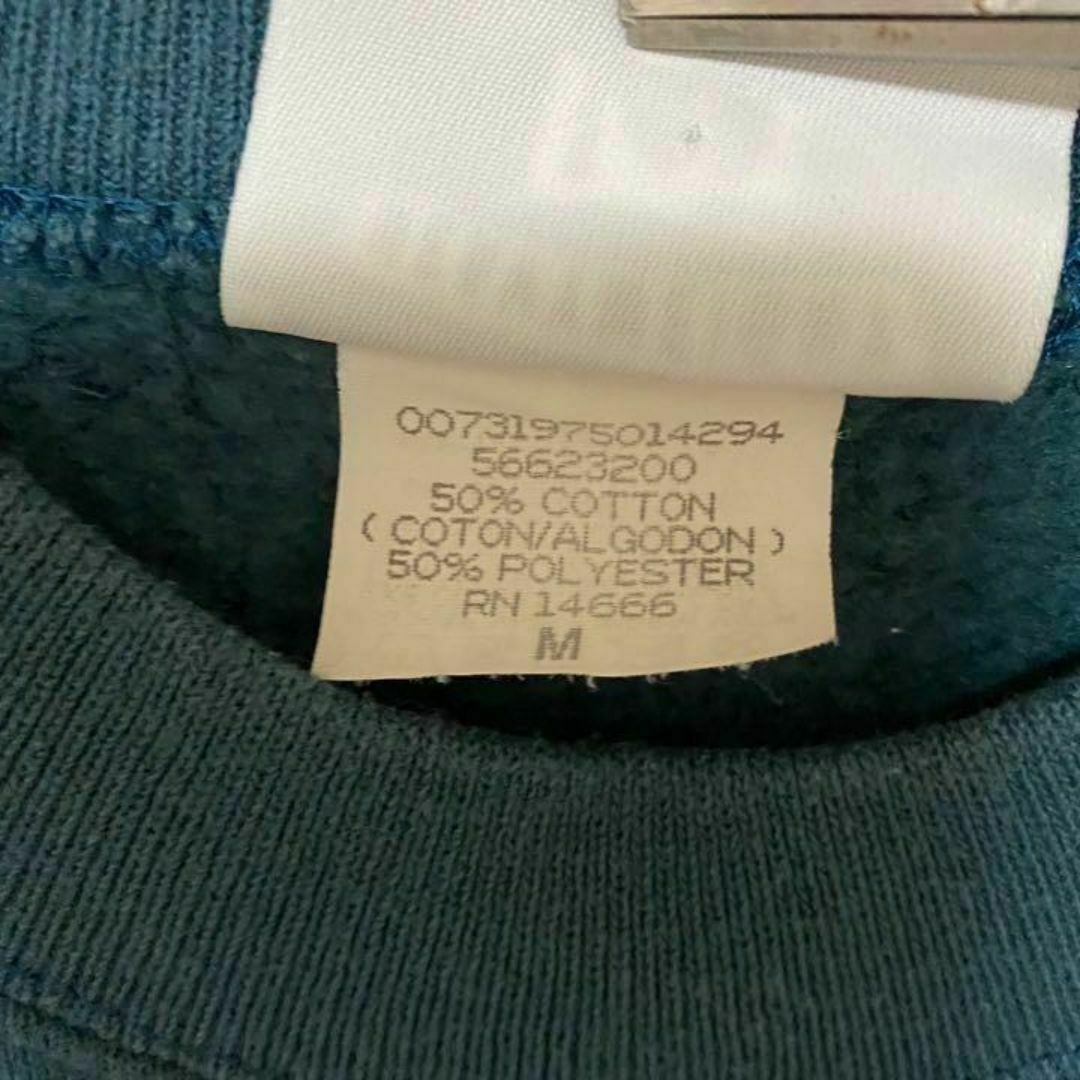 00731975014294
56623200
50% COTTON
( COTON/ALGODON )
50% POLYESTER
RN 14666
M